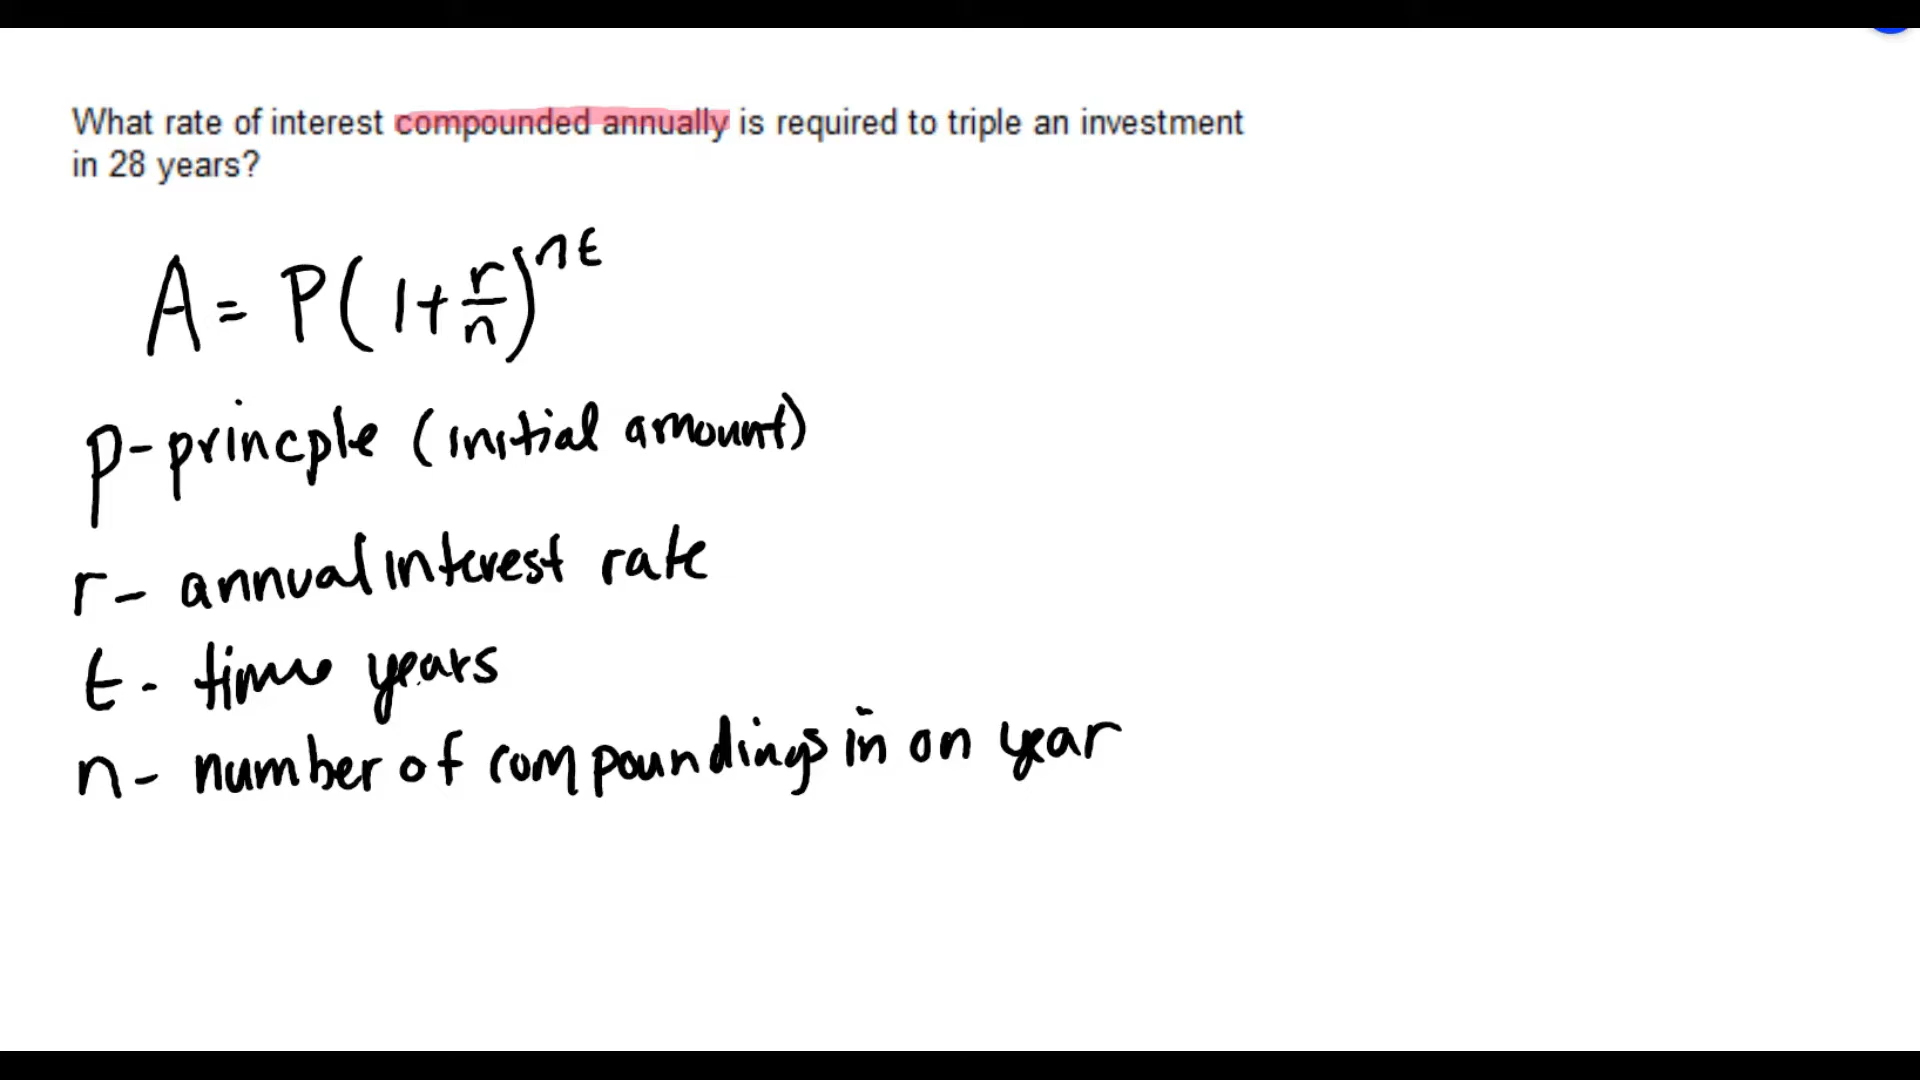 What rate of interest compounded annually is required to triple an investment
in 28 years?
A = P(1+r/n)^nt
P-princple (initial amount)
r- annual interest rate
t- time years
n- number of compoundings in on year